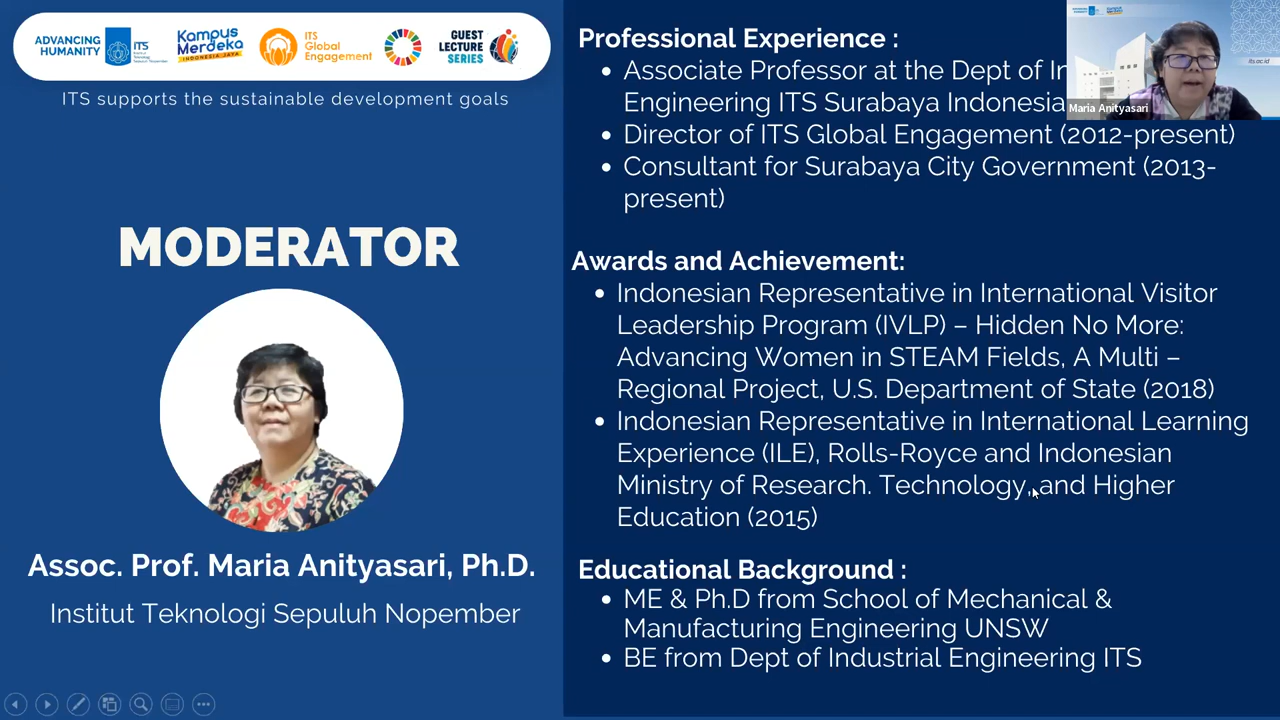 ADVANCING
HUMANITY
ITS
Institut
Teknologi
Kampus
Merdeka
INDONESIA JAYA
ITS
Global
Engagement
GUEST
LECTURE
SERIES
ITS supports the sustainable development goals
MODERATOR
Assoc. Prof. Maria Anityasari, Ph.D.
Institut Teknologi Sepuluh Nopember
Professional Experience :
• Associate Professor at the Dept of In
Engineering ITS Surabaya Indonesia
• Director of ITS Global Engagement (2012-present)
• Consultant for Surabaya City Government (2013-
present)
Awards and Achievement:
• Indonesian Representative in International Visitor
Leadership Program (IVLP) – Hidden No More:
Advancing Women in STEAM Fields, A Multi –
Regional Project, U.S. Department of State (2018)
• Indonesian Representative in International Learning
Experience (ILE), Rolls-Royce and Indonesian
Ministry of Research. Technology, and Higher
Education (2015)
Educational Background :
• ME & Ph.D from School of Mechanical &
Manufacturing Engineering UNSW
• BE from Dept of Industrial Engineering ITS
its.ac.id
Maria Anityasari